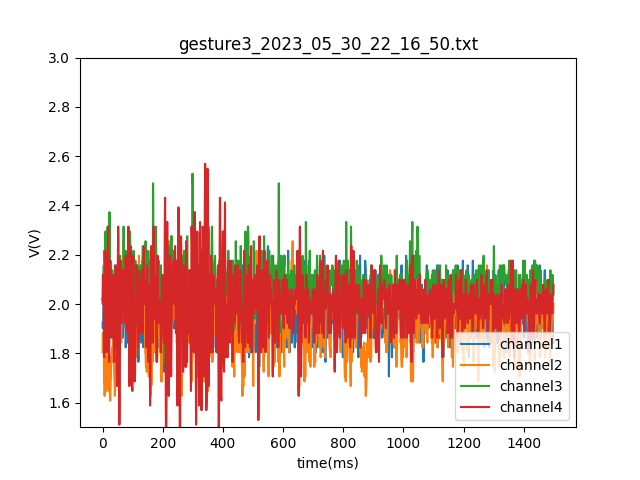 gesture3_2023_05_30_22_16_50.txt
3.0
2.8
2.6
2.4
2.2
2.0
1.8
1.6
V(V)
channel1
channel2
channel3
channel4
0 200 400 600 800 1000 1200 1400
time(ms)